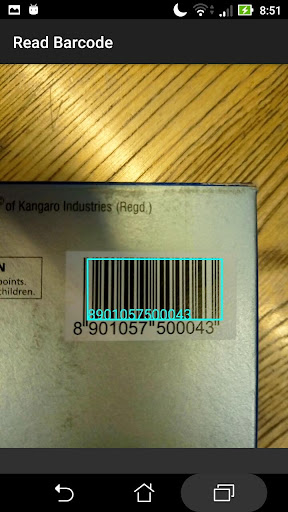 8:51
Read Barcode
® of Kangaro Industries (Regd.)
N
points.
children.
8901057500043
8"901057"500043"